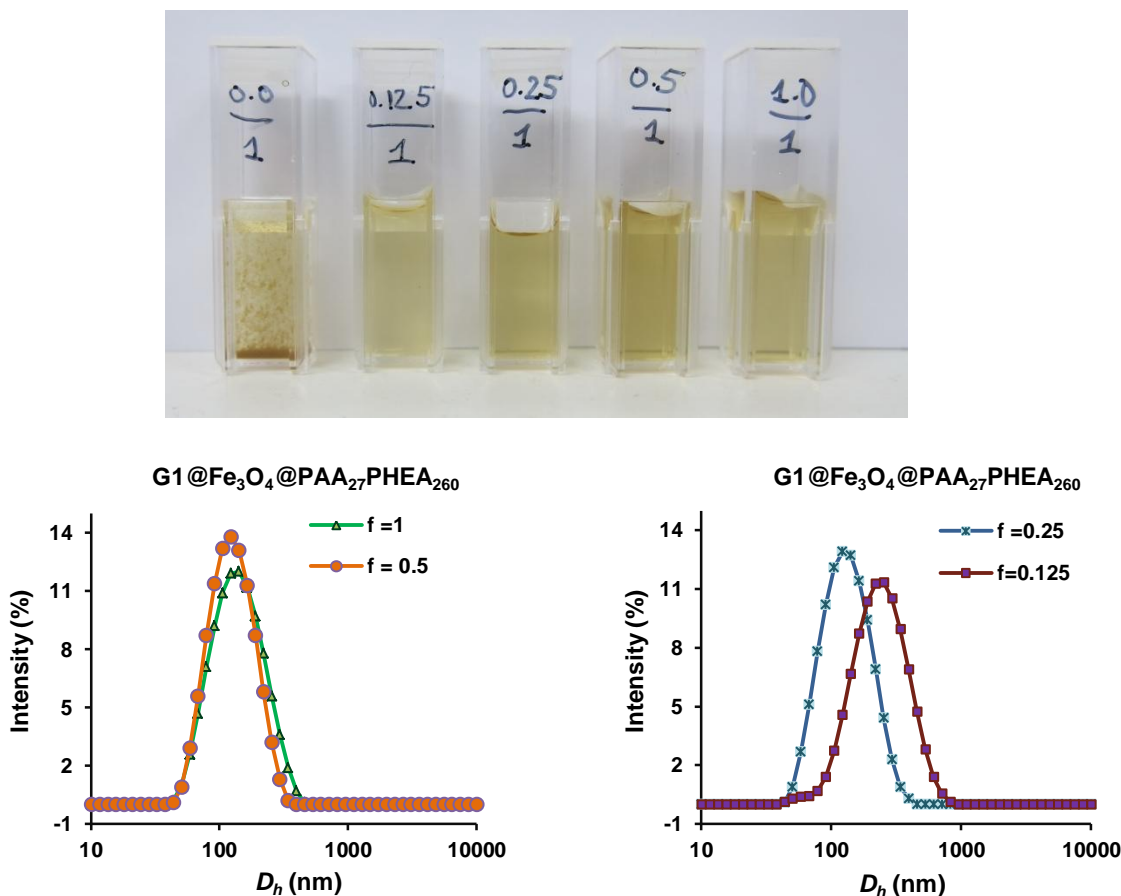 0.0 0.125 0.25 0.5 1.0
1 1 1 1 1
G1@Fe₃O₄@PAA₂₇PHEA₂₆₀
f =1
f = 0.5
14
11
8
5
2
-1
Intensity (%)
10 100 1000 10000
Dₕ (nm)
G1@Fe₃O₄@PAA₂₇PHEA₂₆₀
f =0.25
f=0.125
14
11
8
5
2
-1
Intensity (%)
10 100 1000 10000
Dₕ (nm)